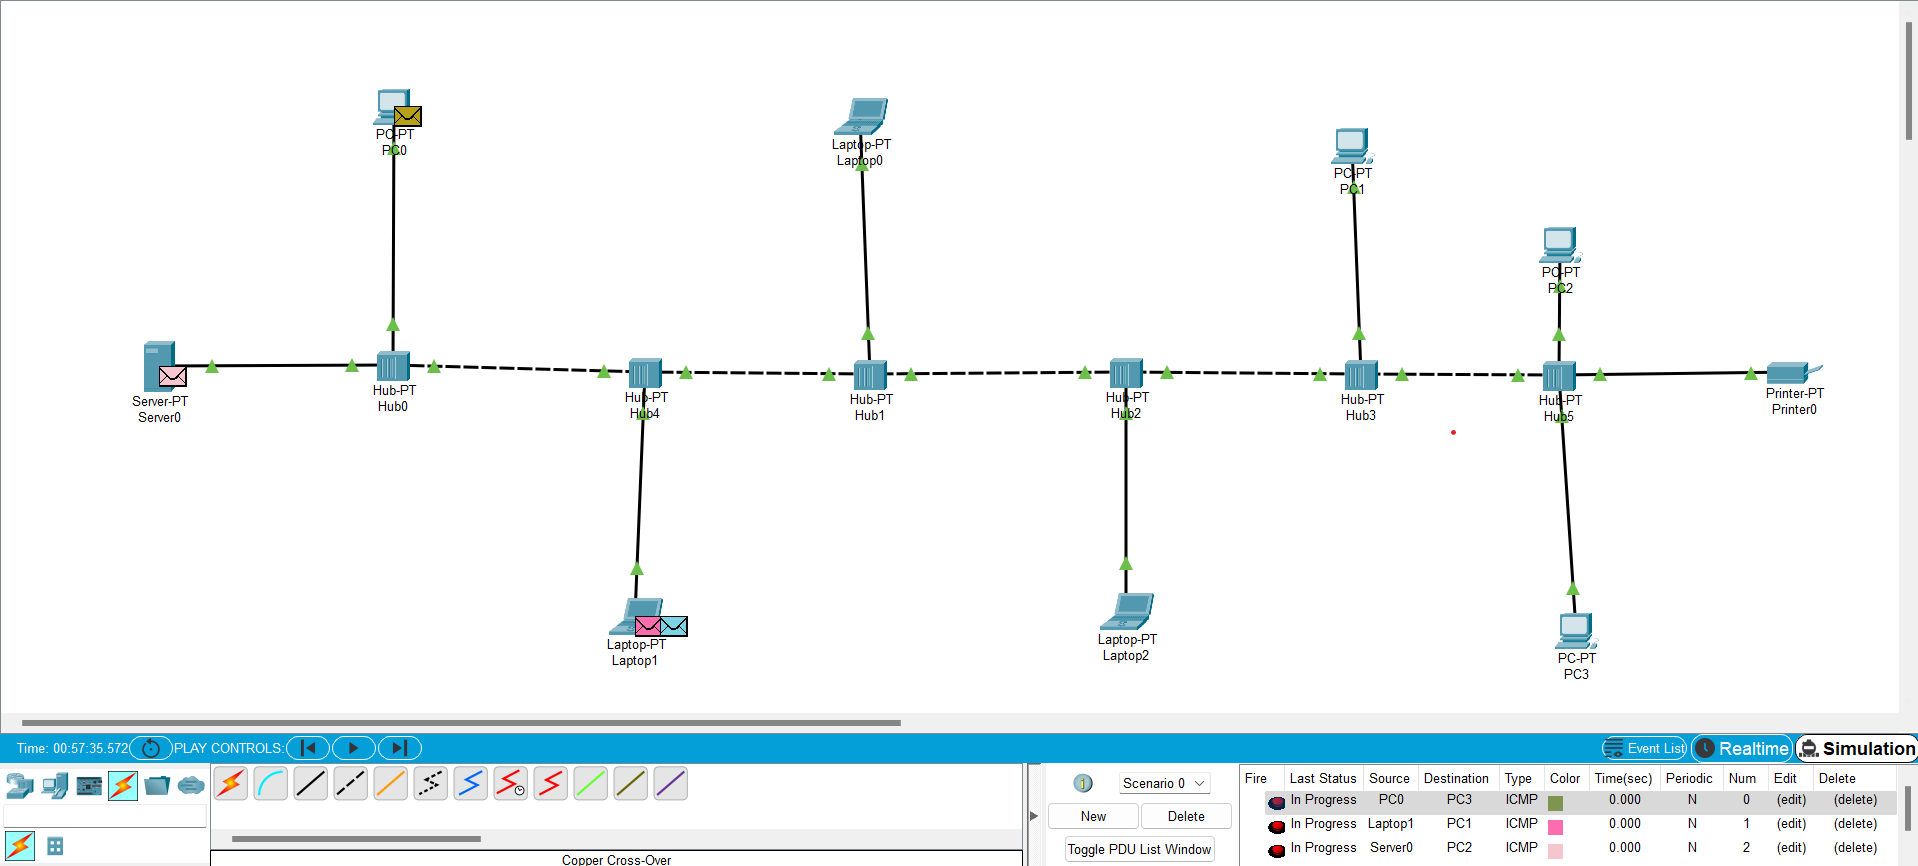 PC-PT
PC0
Laptop-PT
Laptop0
PC-PT
PC1
PC-PT
PC2
Server-PT
Server0
Hub-PT
Hub0
Hub-PT
Hub4
Hub-PT
Hub1
Hub-PT
Hub2
Hub-PT
Hub3
Hub-PT
Hub5
Printer-PT
Printer0
Laptop-PT
Laptop1
Laptop-PT
Laptop2
PC-PT
PC3
Time: 00:57:35.572 PLAY CONTROLS: Event List Realtime Simulation
Copper Cross-Over
Scenario 0
New Delete
Toggle PDU List Window
Fire Last Status Source Destination Type Color Time(sec) Periodic Num Edit Delete
In Progress PC0 PC3 ICMP 0.000 N 0 (edit) (delete)
In Progress Laptop1 PC1 ICMP 0.000 N 1 (edit) (delete)
In Progress Server0 PC2 ICMP 0.000 N 2 (edit) (delete)